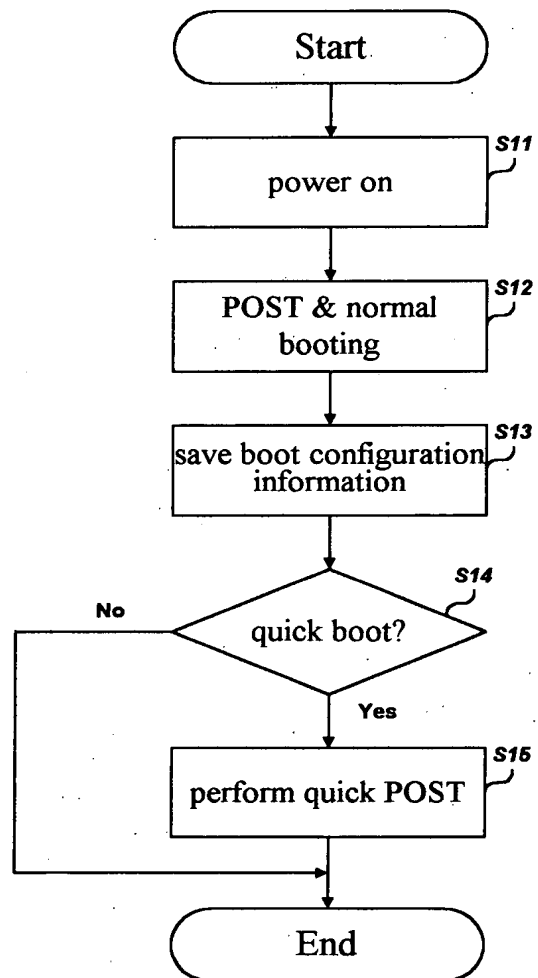 Start
S11
power on
S12
POST & normal
booting
S13
save boot configuration
information
S14
No
quick boot?
Yes
S15
perform quick POST
End